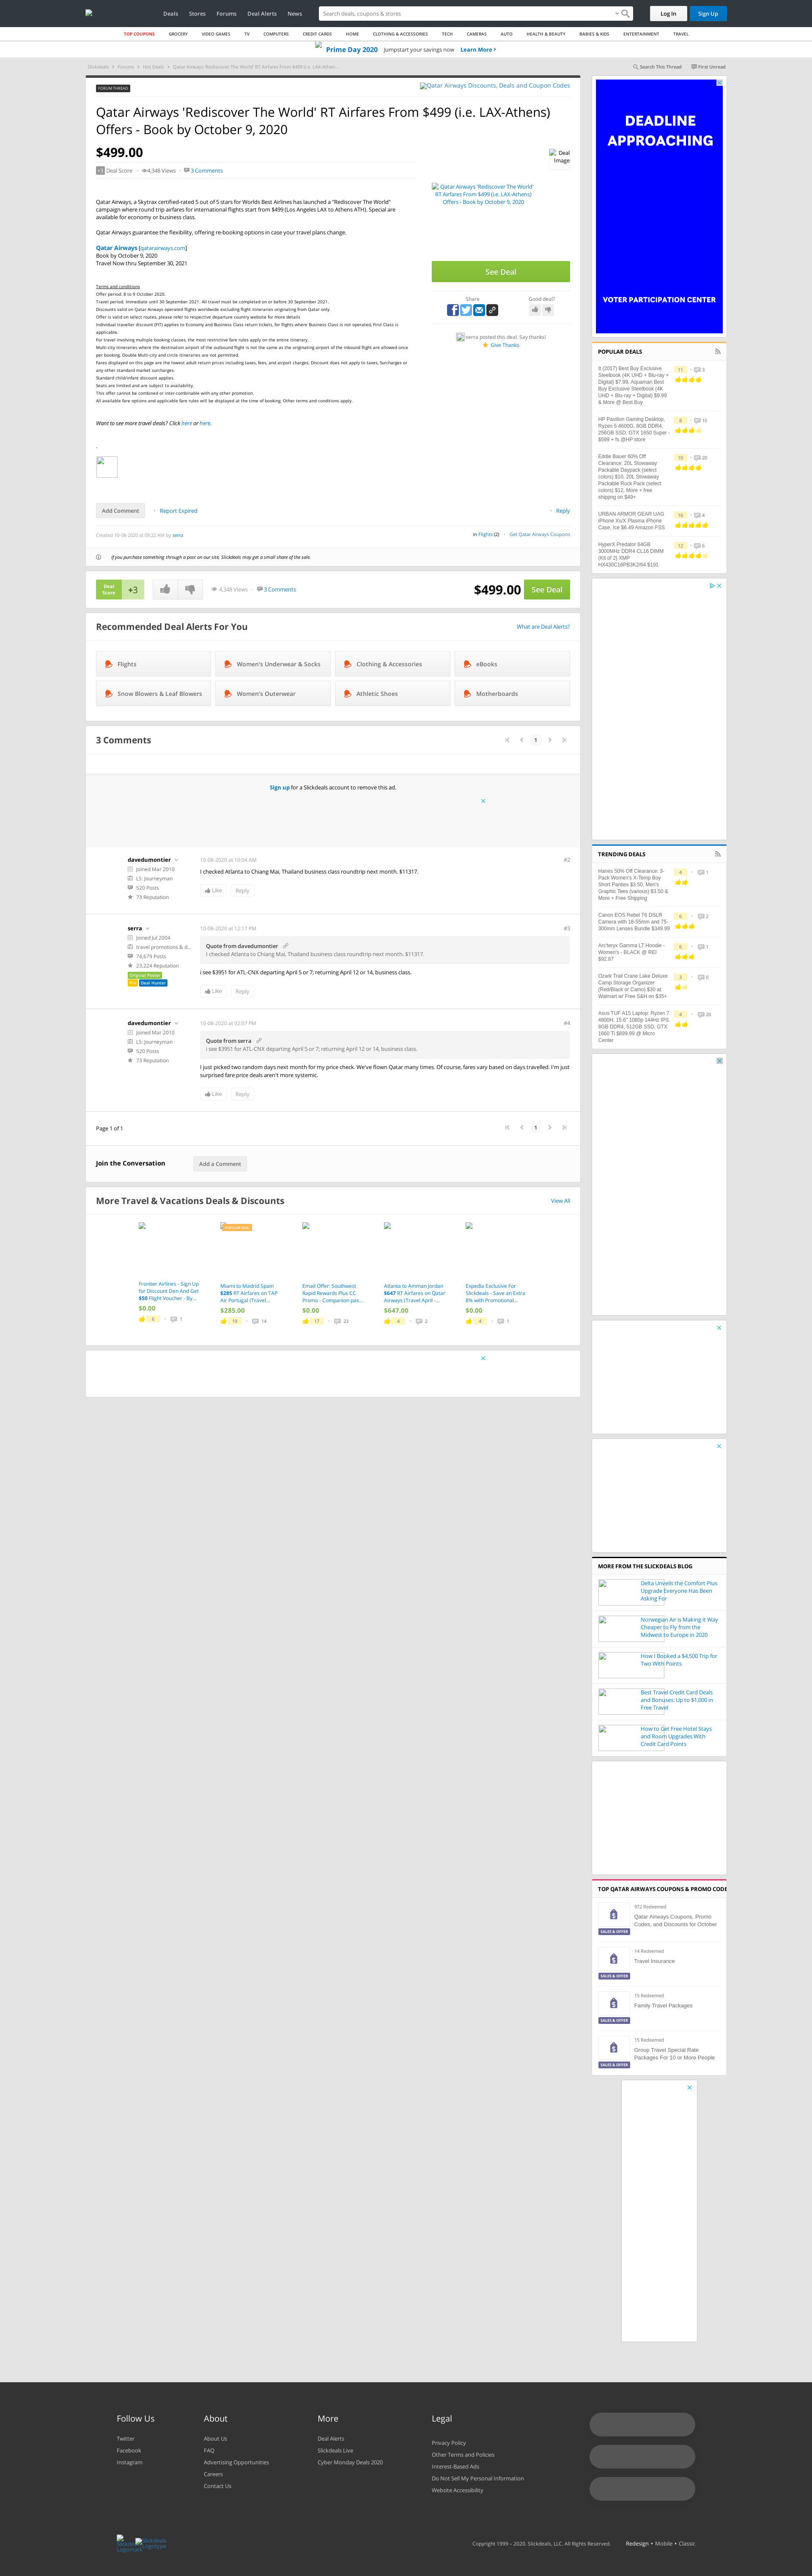 Deals Stores Forums Deal Alerts News
Search deals, coupons & stores
Log In
Sign Up
TOP COUPONS GROCERY VIDEO GAMES TV COMPUTERS CREDIT CARDS HOME CLOTHING & ACCESSORIES TECH CAMERAS AUTO HEALTH & BEAUTY BABIES & KIDS ENTERTAINMENT TRAVEL
Prime Day 2020 Jumpstart your savings now Learn More >
Slickdeals > Forums > Hot Deals > Qatar Airways 'Rediscover The World' RT Airfares From $499 (i.e. LAX-Athen...
Search This Thread
First Unread
FORUM THREAD
Qatar Airways Discounts, Deals and Coupon Codes
Qatar Airways 'Rediscover The World' RT Airfares From $499 (i.e. LAX-Athens)
Offers - Book by October 9, 2020
$499.00
+3 Deal Score
4,348 Views
3 Comments
Deal
Image
Qatar Airways, a Skytrax certified-rated 5 out of 5 stars for Worlds Best Airlines has launched a "Rediscover The World"
campaign where round trip airfares for international flights start from $499 (Los Angeles LAX to Athens ATH). Special are
available for economy or business class.
Qatar Airways guarantee the flexibility, offering re-booking options in case your travel plans change.
Qatar Airways [qatarairways.com]
Book by October 9, 2020
Travel Now thru September 30, 2021
Terms and conditions
Offer period: 8 to 9 October 2020.
Travel period: Immediate until 30 September 2021. All travel must be completed on or before 30 September 2021.
Discounts valid on Qatar Airways operated flights worldwide excluding flight itineraries originating from Qatar only.
Offer is valid on select routes, please refer to respective departure country website for more details
Individual traveller discount (FIT) applies to Economy and Business Class return tickets, for flights where Business Class is not operated, First Class is
applicable.
For travel involving multiple booking classes, the most restrictive fare rules apply on the entire itinerary.
Multi-city itineraries where the destination airport of the outbound flight is not the same as the originating airport of the inbound flight are allowed once
per booking. Double Multi-city and circle itineraries are not permitted.
Fares displayed on this page are the lowest adult return prices including taxes, fees, and airport charges. Discount does not apply to taxes, Surcharges or
any other standard market surcharges.
Standard child/infant discount applies.
Seats are limited and are subject to availability.
This offer cannot be combined or inter-combinable with any other promotion.
All available fare options and applicable fare rules will be displayed at the time of booking. Other terms and conditions apply.
Want to see more travel deals? Click here or here.
.
Qatar Airways 'Rediscover The World'
RT Airfares From $499 (i.e. LAX-Athens)
Offers - Book by October 9, 2020
See Deal
Share
Good deal?
serra posted this deal. Say thanks!
Give Thanks
Add Comment
Report Expired
Reply
Created 10-08-2020 at 09:22 AM by serra
in Flights (2)
Get Qatar Airways Coupons
If you purchase something through a post on our site, Slickdeals may get a small share of the sale.
Deal
Score
+3
4,348 Views
3 Comments
$499.00
See Deal
Recommended Deal Alerts For You
What are Deal Alerts?
Flights
Women's Underwear & Socks
Clothing & Accessories
eBooks
Snow Blowers & Leaf Blowers
Women's Outerwear
Athletic Shoes
Motherboards
3 Comments
1
Sign up for a Slickdeals account to remove this ad.
davedumontier
Joined Mar 2010
L5: Journeyman
520 Posts
73 Reputation
10-08-2020 at 10:04 AM
#2
I checked Atlanta to Chiang Mai, Thailand business class roundtrip next month. $11317.
Like
Reply
serra
Joined Jul 2004
travel promotions & d...
74,679 Posts
23,224 Reputation
Original Poster
Pro
Deal Hunter
10-08-2020 at 12:17 PM
#3
Quote from davedumontier
I checked Atlanta to Chiang Mai, Thailand business class roundtrip next month. $11317.
i see $3951 for ATL-CNX departing April 5 or 7; returning April 12 or 14, business class.
Like
Reply
davedumontier
Joined Mar 2010
L5: Journeyman
520 Posts
73 Reputation
10-08-2020 at 02:57 PM
#4
Quote from serra
i see $3951 for ATL-CNX departing April 5 or 7; returning April 12 or 14, business class.
I just picked two random days next month for my price check. We've flown Qatar many times. Of course, fares vary based on days travelled. I'm just
surprised fare price deals aren't more systemic.
Like
Reply
Page 1 of 1
1
Join the Conversation
Add a Comment
More Travel & Vacations Deals & Discounts
View All
Frontier Airlines - Sign Up
for Discount Den And Get
$50 Flight Voucher - By...
$0.00
6
1
POPULAR DEAL
Miami to Madrid Spain
$285 RT Airfares on TAP
Air Portugal (Travel...
$285.00
19
14
Email Offer: Southwest
Rapid Rewards Plus CC
Promo - Companion pas...
$0.00
17
23
Atlanta to Amman Jordan
$647 RT Airfares on Qatar
Airways (Travel April -...
$647.00
4
2
Expedia Exclusive For
Slickdeals - Save an Extra
8% with Promotional...
$0.00
4
1
DEADLINE
APPROACHING
VOTER PARTICIPATION CENTER
POPULAR DEALS
It (2017) Best Buy Exclusive
Steelbook (4K UHD + Blu-ray +
Digital) $7.99, Aquaman Best
Buy Exclusive Steelbook (4K
UHD + Blu-ray + Digital) $9.99
& More @ Best Buy
11
3
HP Pavilion Gaming Desktop,
Ryzen 5 4600G, 8GB DDR4,
256GB SSD, GTX 1650 Super -
$599 + fs @HP store
8
10
Eddie Bauer 60% Off
Clearance: 20L Stowaway
Packable Daypack (select
colors) $10, 20L Stowaway
Packable Ruck Pack (select
colors) $12, More + free
shipping on $49+
10
20
URBAN ARMOR GEAR UAG
iPhone Xs/X Plasma iPhone
Case, Ice $6.49 Amazon FSS
16
4
HyperX Predator 64GB
3000MHz DDR4 CL16 DIMM
(Kit of 2) XMP
HX430C16PB3K2/64 $191
12
6
TRENDING DEALS
Hanes 50% Off Clearance: 3-
Pack Women's X-Temp Boy
Short Panties $3.50, Men's
Graphic Tees (various) $3.50 &
More + Free Shipping
4
1
Canon EOS Rebel T6 DSLR
Camera with 18-55mm and 75-
300mm Lenses Bundle $349.99
6
2
Arc'teryx Gamma LT Hoodie -
Women's - BLACK @ REI
$92.87
6
1
Ozark Trail Crane Lake Deluxe
Camp Storage Organizer
(Red/Black or Camo) $30 at
Walmart w/ Free S&H on $35+
3
6
Asus TUF A15 Laptop: Ryzen 7
4800H, 15.6" 1080p 144Hz IPS.
8GB DDR4, 512GB SSD, GTX
1660 Ti $899.99 @ Micro
Center
4
20
MORE FROM THE SLICKDEALS BLOG
Delta Unveils the Comfort Plus
Upgrade Everyone Has Been
Asking For
Norwegian Air is Making it Way
Cheaper to Fly from the
Midwest to Europe in 2020
How I Booked a $4,500 Trip for
Two With Points
Best Travel Credit Card Deals
and Bonuses: Up to $1,000 in
Free Travel
How to Get Free Hotel Stays
and Room Upgrades With
Credit Card Points
TOP QATAR AIRWAYS COUPONS & PROMO CODE
972 Redeemed
Qatar Airways Coupons, Promo
Codes, and Discounts for October
SALES & OFFER
14 Redeemed
Travel Insurance
SALES & OFFER
15 Redeemed
Family Travel Packages
SALES & OFFER
15 Redeemed
Group Travel Special Rate
Packages For 10 or More People
SALES & OFFER
Follow Us
Twitter
Facebook
Instagram
About
About Us
FAQ
Advertising Opportunities
Careers
Contact Us
More
Deal Alerts
Slickdeals Live
Cyber Monday Deals 2020
Legal
Privacy Policy
Other Terms and Policies
Interest-Based Ads
Do Not Sell My Personal Information
Website Accessibility
Slickdeals
Logomark
Slickdeals
Logotype
Copyright 1999 – 2020. Slickdeals, LLC. All Rights Reserved.
Redesign • Mobile • Classic